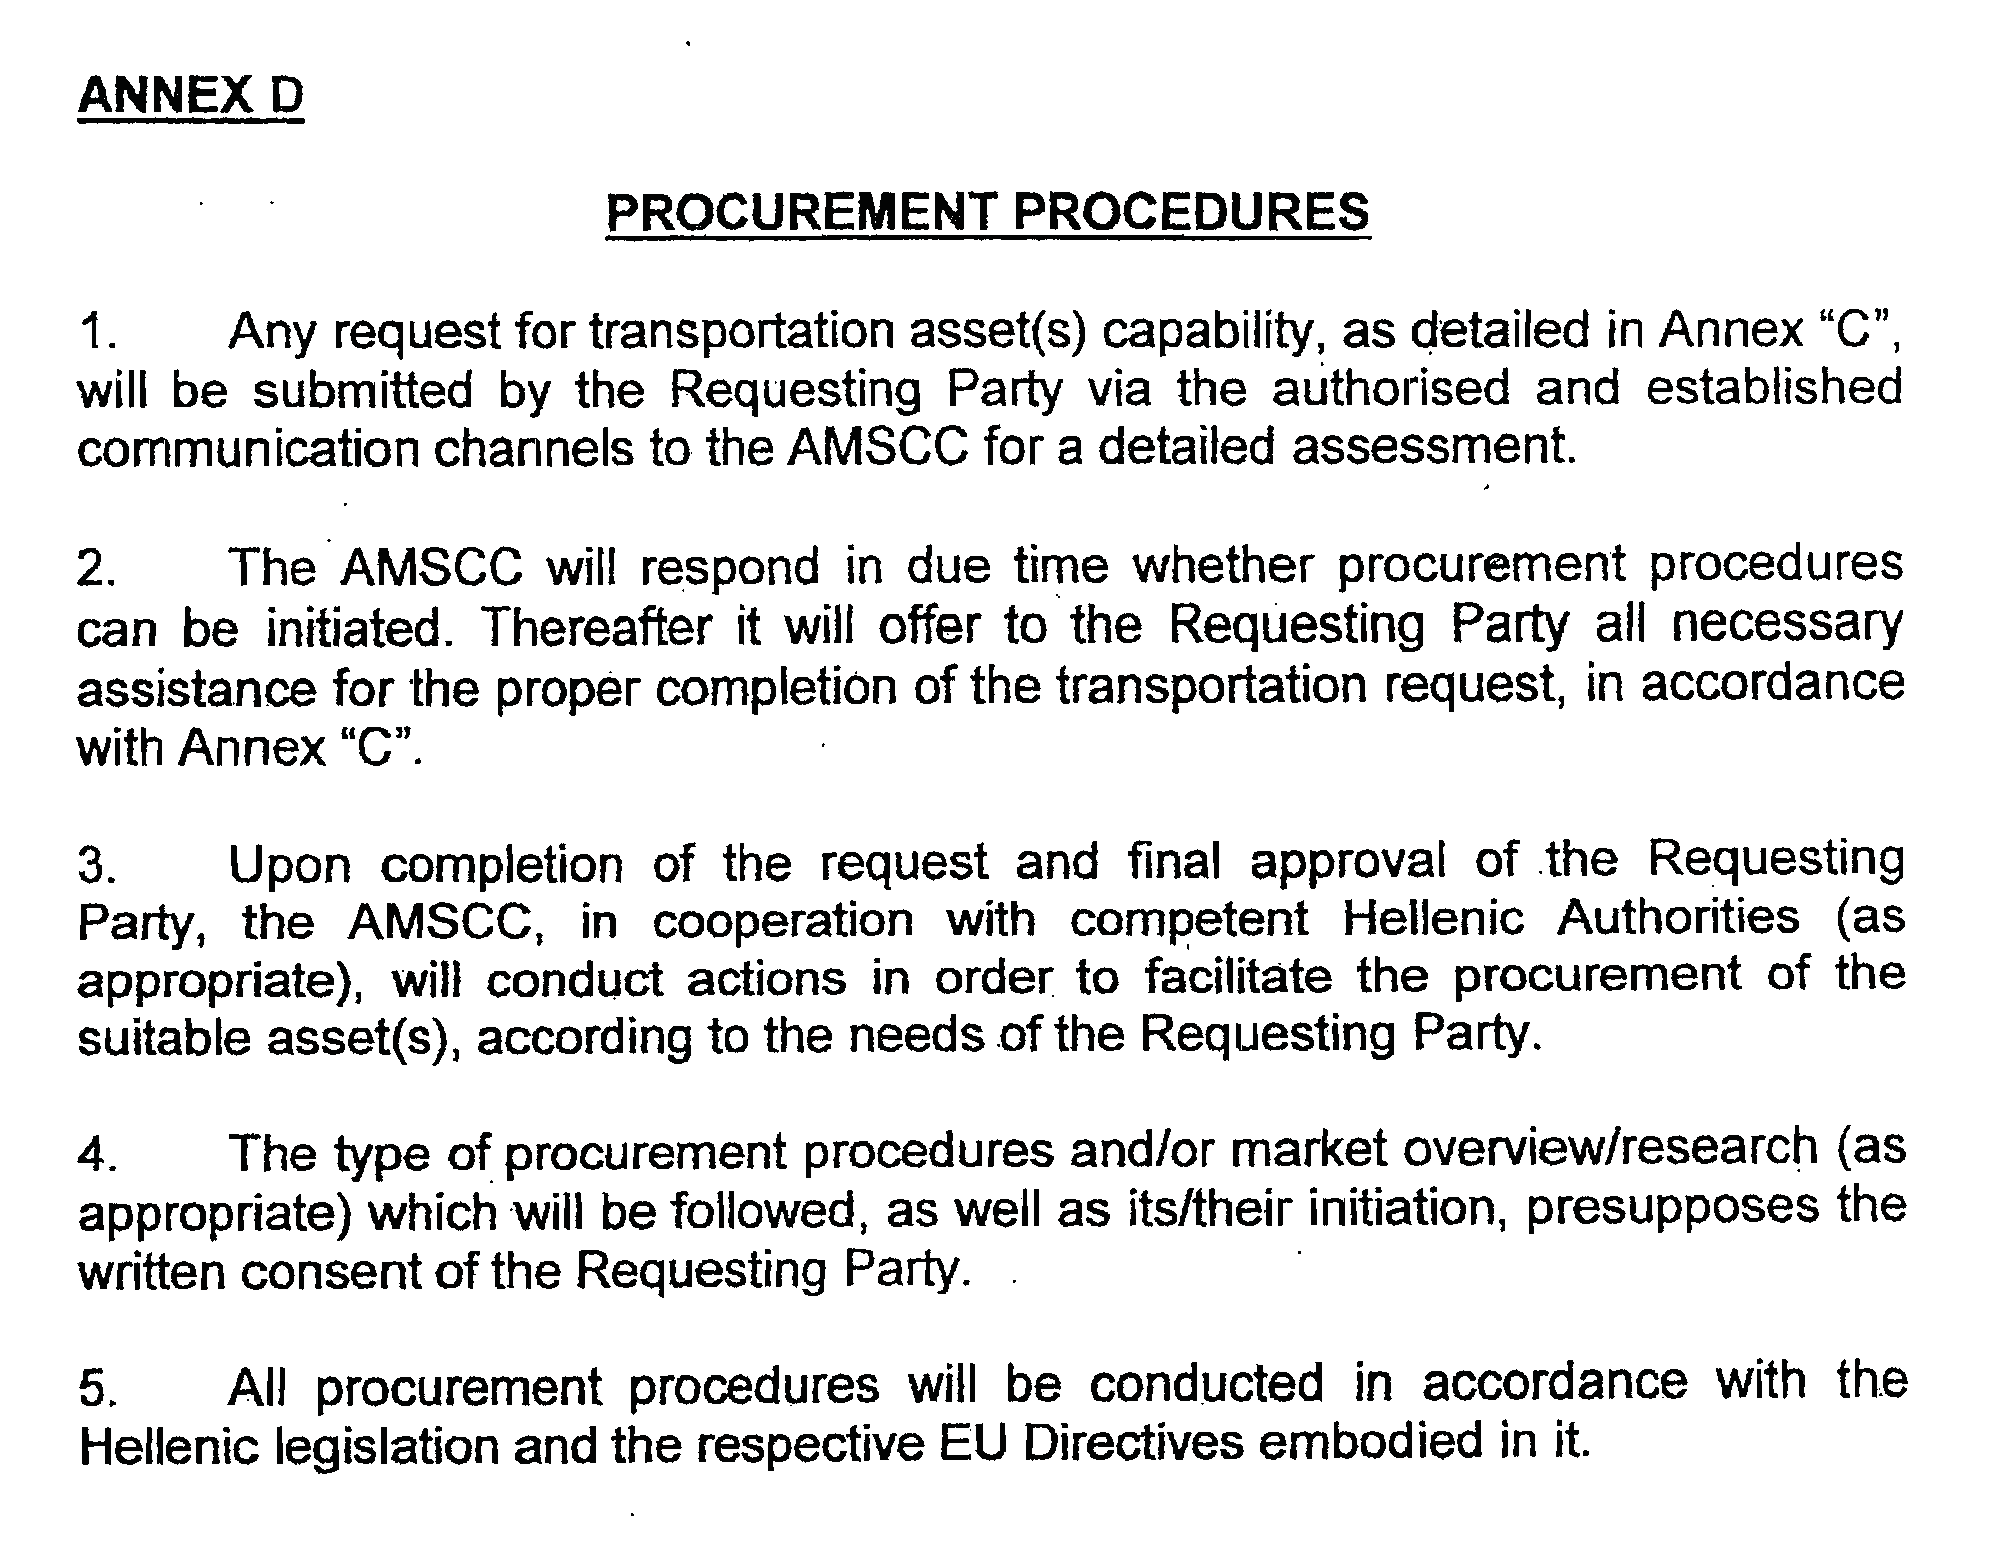 ANNEX D
PROCUREMENT PROCEDURES
1. Any request for transportation asset(s) capability, as detailed in Annex “C”,
will be submitted by the Requesting Party via the authorised and established
communication channels to the AMSCC for a detailed assessment.
2. The AMSCC will respond in due time whether procurement procedures
can be initiated. Thereafter it will offer to the Requesting Party all necessary
assistance for the proper completion of the transportation request, in accordance
with Annex “C”.
3. Upon completion of the request and final approval of the Requesting
Party, the AMSCC, in cooperation with competent Hellenic Authorities (as
appropriate), will conduct actions in order to facilitate the procurement of the
suitable asset(s), according to the needs of the Requesting Party.
4. The type of procurement procedures and/or market overview/research (as
appropriate) which will be followed, as well as its/their initiation, presupposes the
written consent of the Requesting Party.
5. All procurement procedures will be conducted in accordance with the
Hellenic legislation and the respective EU Directives embodied in it.